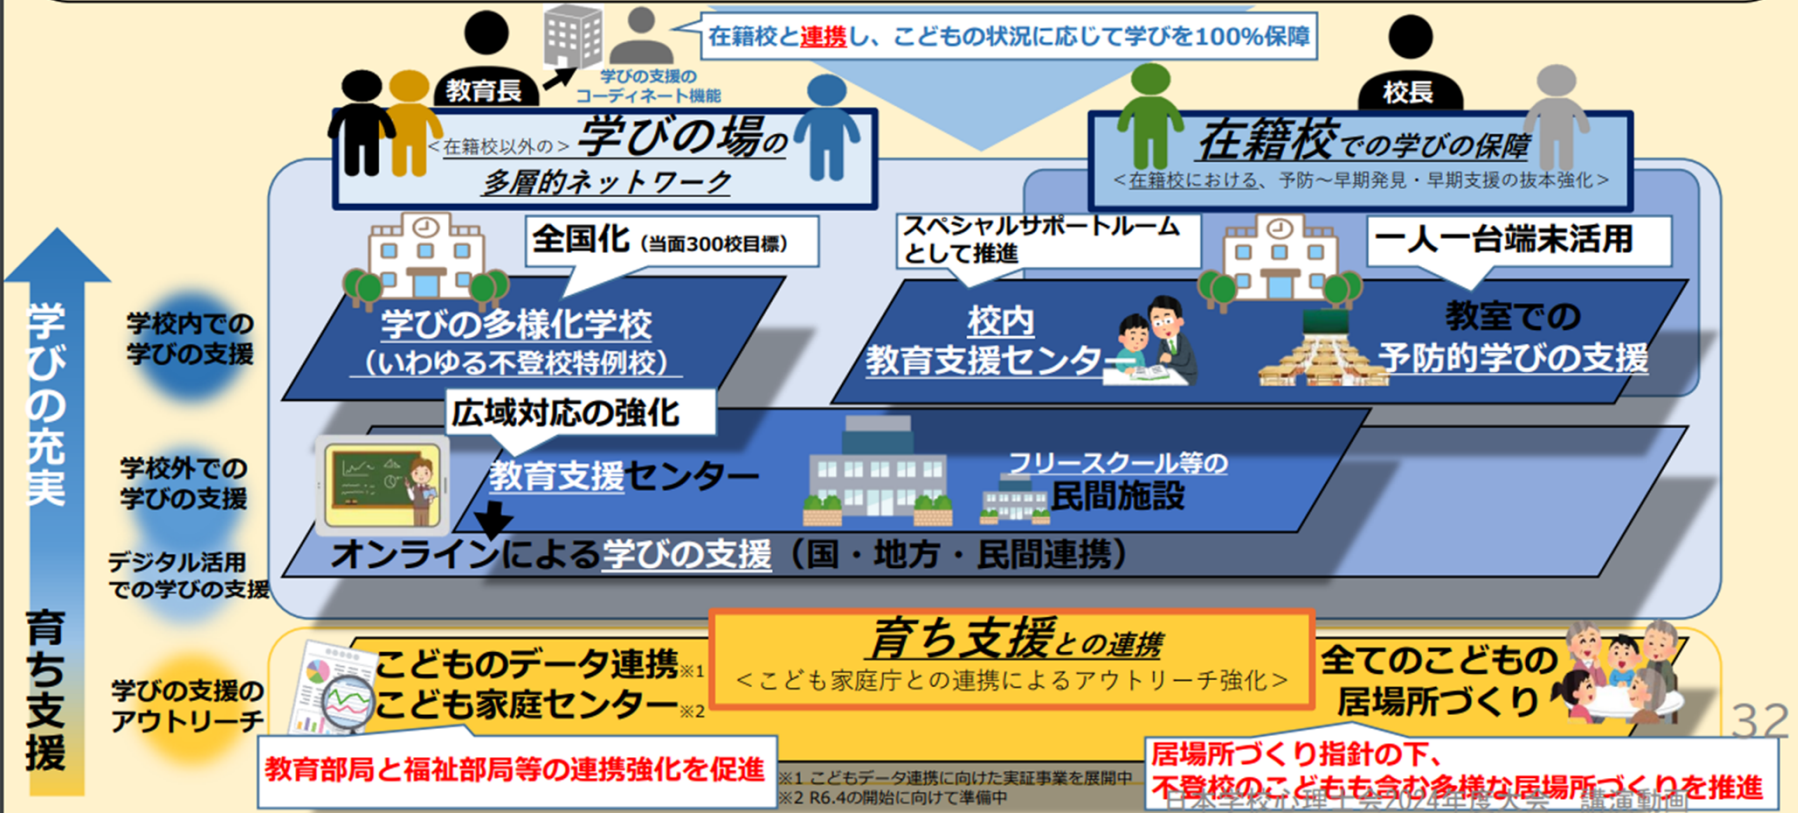 在籍校と連携し、こどもの状況に応じて学びを100%保障
教育長
学びの支援の
コーディネート機能
校長
＜在籍校以外の＞学びの場の
多層的ネットワーク
在籍校での学びの保障
＜在籍校における、予防～早期発見・早期支援の抜本強化＞
全国化（当面300校目標）
スペシャルサポートルーム
として推進
一人一台端末活用
学びの充実
学校内での
学びの支援
学びの多様化学校
（いわゆる不登校特例校）
校内
教育支援センター
教室での
予防的学びの支援
広域対応の強化
学校外での
学びの支援
教育支援センター
フリースクール等の
民間施設
デジタル活用
での学びの支援
オンラインによる学びの支援（国・地方・民間連携）
育ち支援
学びの支援の
アウトリーチ
こどものデータ連携※1
こども家庭センター※2
育ち支援との連携
＜こども家庭庁との連携によるアウトリーチ強化＞
全てのこどもの
居場所づくり
32
教育部局と福祉部局等の連携強化を促進
※1 こどもデータ連携に向けた実証事業を展開中
※2 R6.4の開始に向けて準備中
居場所づくり指針の下、
不登校のこどもも含む多様な居場所づくりを推進
日本学校心理士会2024年度大会　講演動画